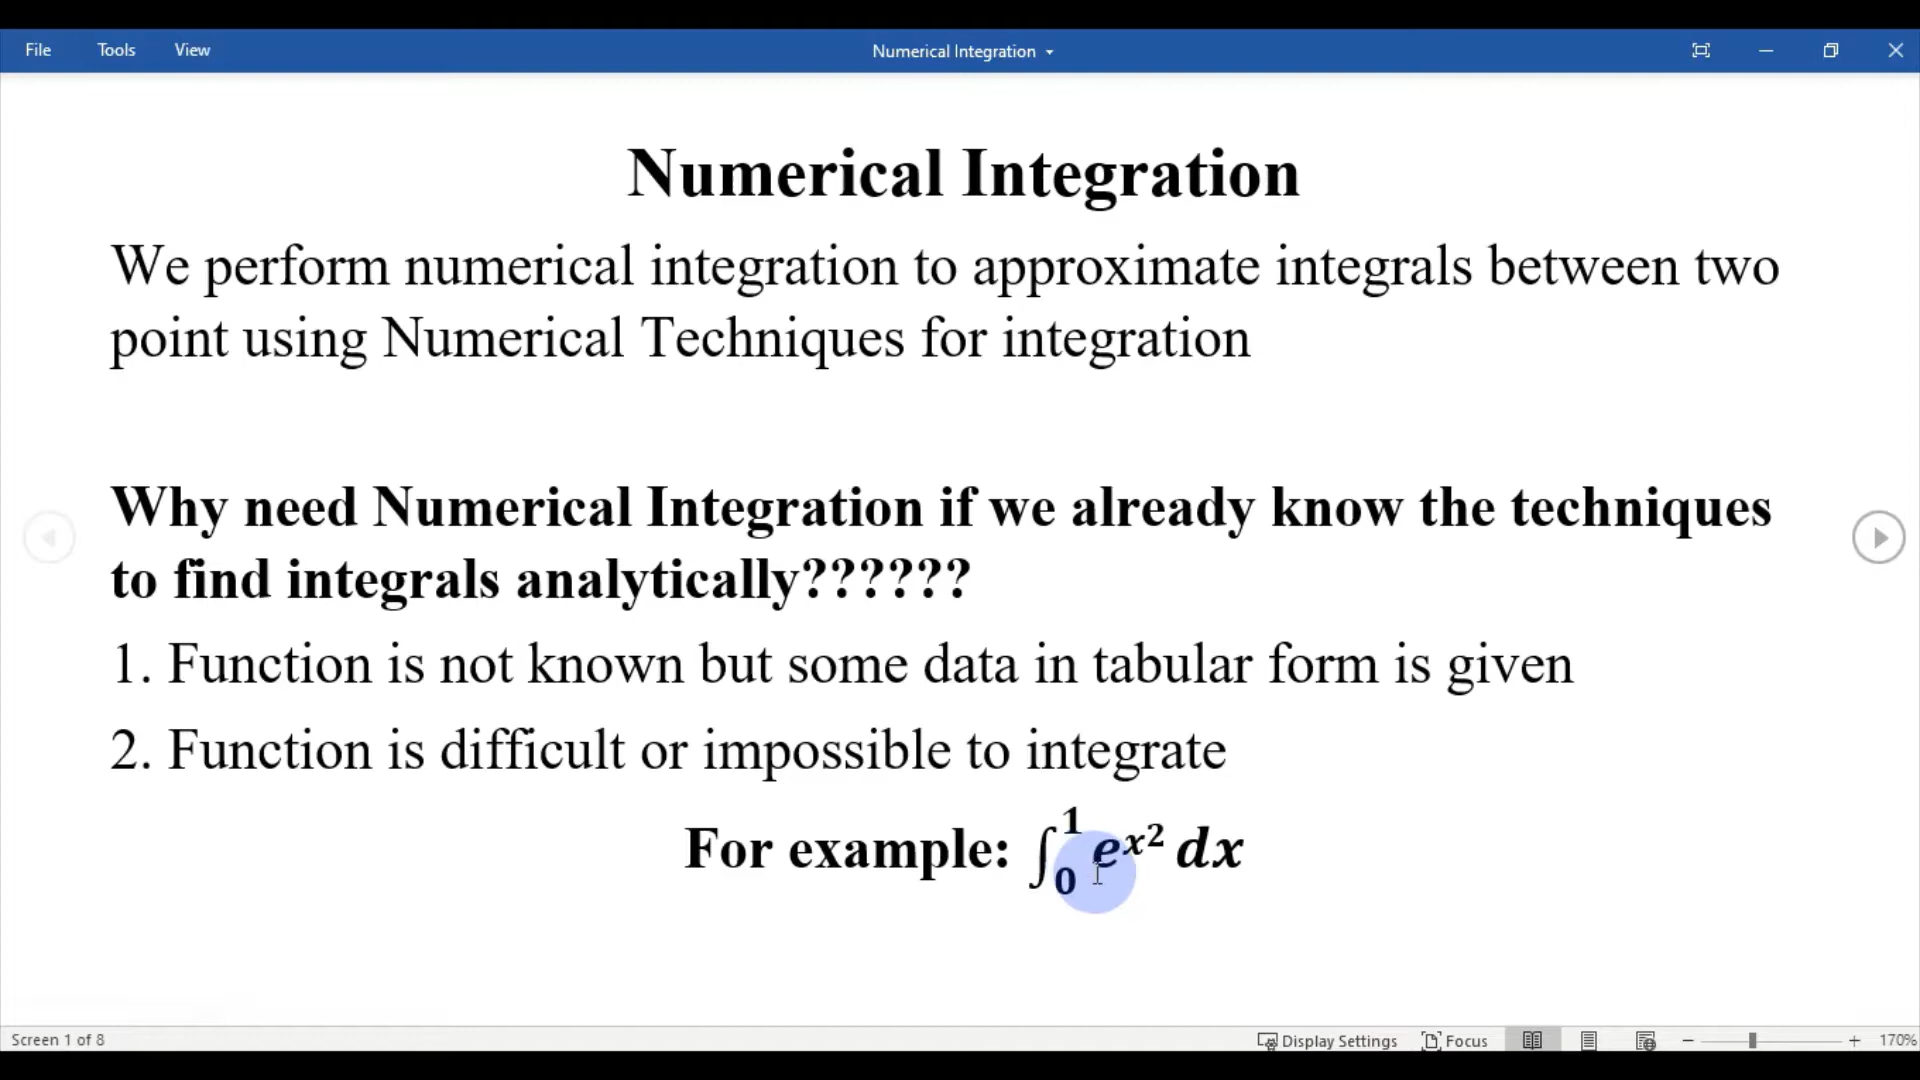 File Tools View Numerical Integration
Numerical Integration
We perform numerical integration to approximate integrals between two
point using Numerical Techniques for integration
Why need Numerical Integration if we already know the techniques
to find integrals analytically??????
1. Function is not known but some data in tabular form is given
2. Function is difficult or impossible to integrate
For example: ∫₀¹ eˣ² dx
Screen 1 of 8 Display Settings Focus 170%